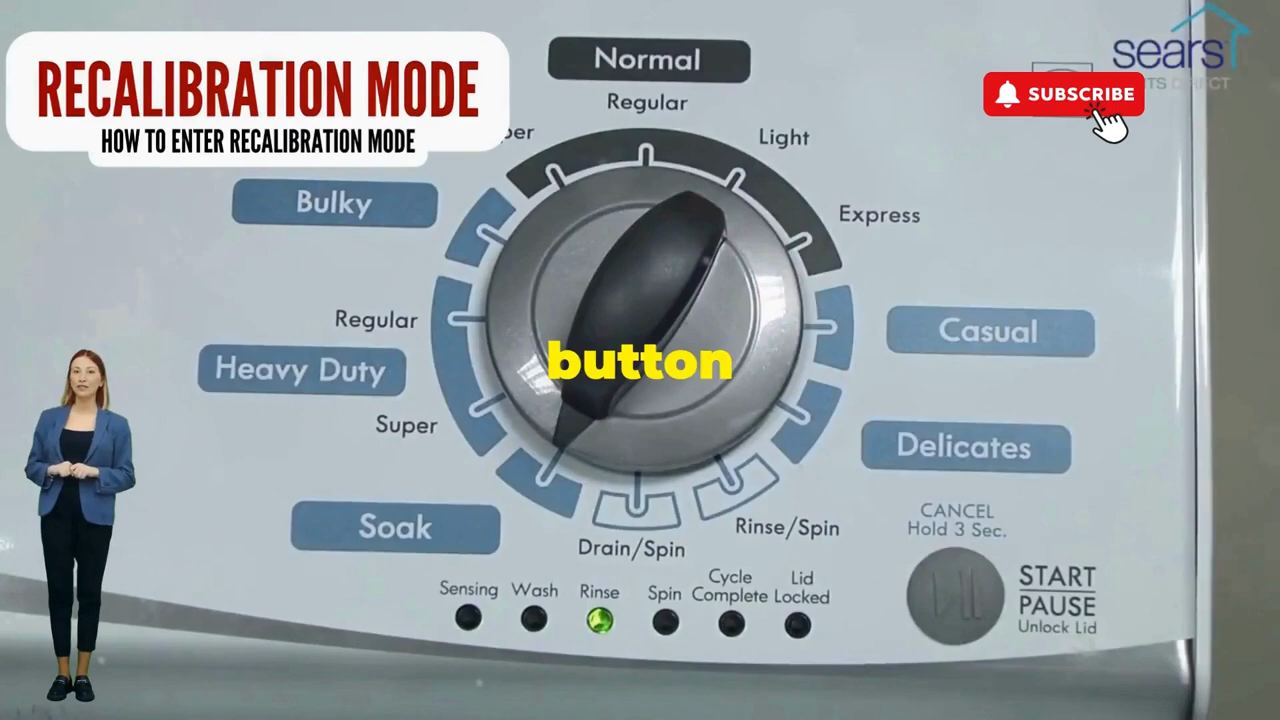 RECALIBRATION MODE
HOW TO ENTER RECALIBRATION MODE
Normal
Regular
Light
Express
Bulky
Regular
Heavy Duty
Super
Casual
Delicates
Soak
Rinse/Spin
Drain/Spin
button
sears
DIRECT
SUBSCRIBE
CANCEL
Hold 3 Sec.
START
PAUSE
Unlock Lid
Sensing
Wash
Rinse
Spin
Cycle
Complete
Lid
Locked